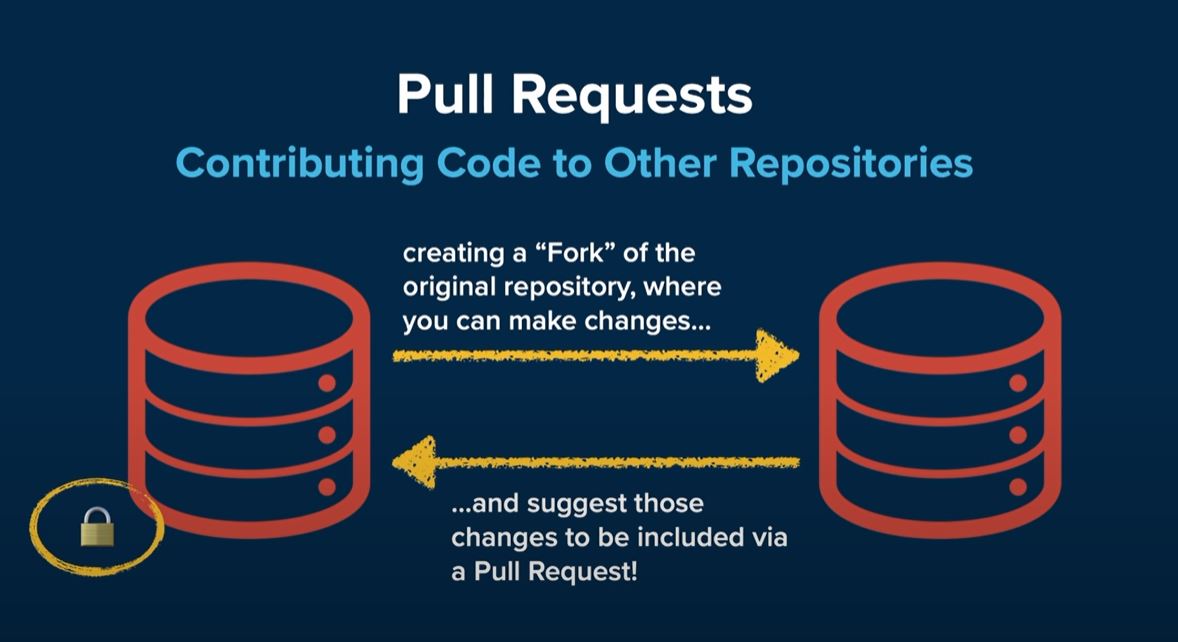 Pull Requests
Contributing Code to Other Repositories
creating a “Fork” of the
original repository, where
you can make changes...
...and suggest those
changes to be included via
a Pull Request!